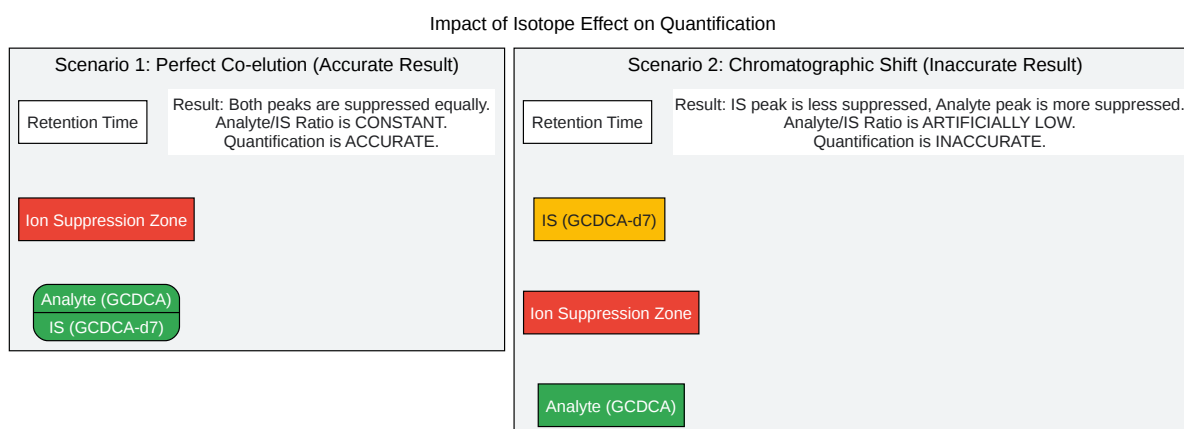 Impact of Isotope Effect on Quantification
Scenario 1: Perfect Co-elution (Accurate Result)
Retention Time
Result: Both peaks are suppressed equally.
Analyte/IS Ratio is CONSTANT.
Quantification is ACCURATE.
Ion Suppression Zone
Analyte (GCDCA)
IS (GCDCA-d7)
Scenario 2: Chromatographic Shift (Inaccurate Result)
Retention Time
Result: IS peak is less suppressed, Analyte peak is more suppressed.
Analyte/IS Ratio is ARTIFICIALLY LOW.
Quantification is INACCURATE.
IS (GCDCA-d7)
Ion Suppression Zone
Analyte (GCDCA)